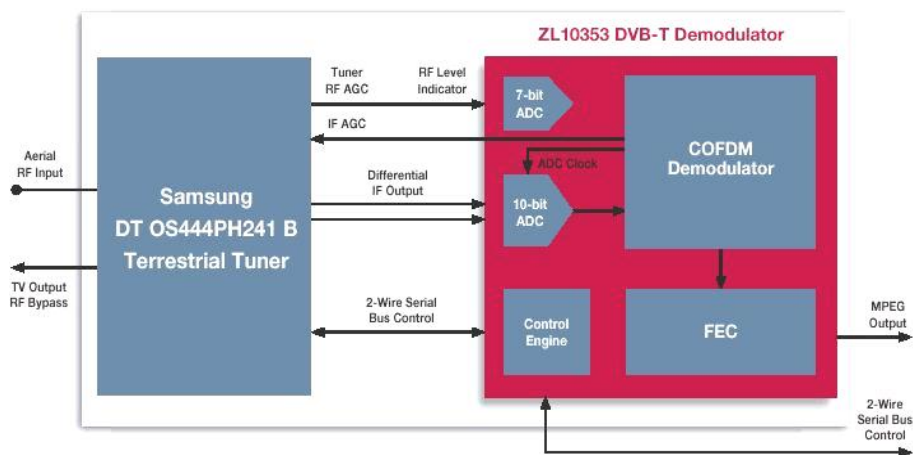 ZL10353 DVB-T Demodulator
Tuner
RF AGC
RF Level
Indicator
7-bit
ADC
IF AGC
COFDM
Demodulator
ADC Clock
Aerial
RF Input
Differential
IF Output
Samsung
DT OS444PH241 B
Terrestrial Tuner
10-bit
ADC
TV Output
RF Bypass
2-Wire Serial
Bus Control
Control
Engine
FEC
MPEG
Output
2-Wire
Serial Bus
Control